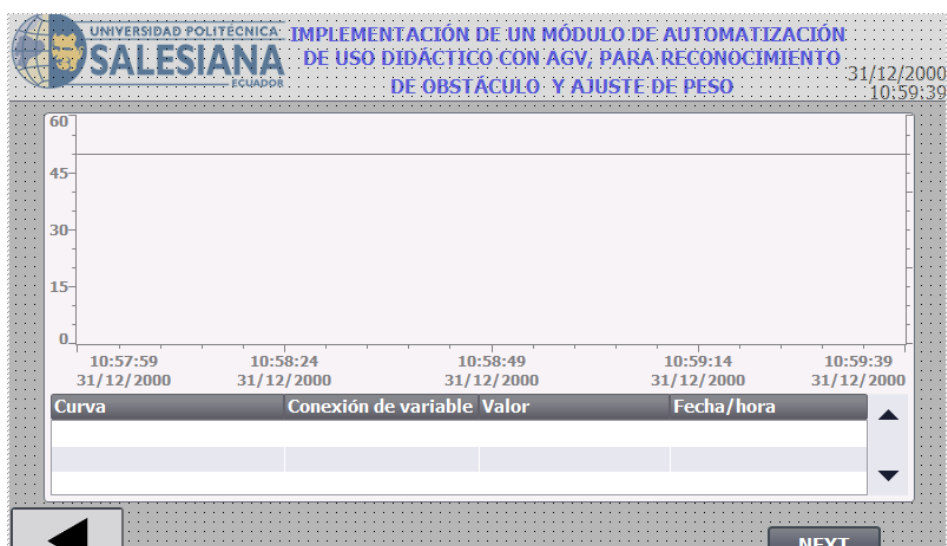 UNIVERSIDAD POLITÉCNICA
SALESIANA
ECUADOR
IMPLEMENTACIÓN DE UN MÓDULO DE AUTOMATIZACIÓN
DE USO DIDÁCTICO CON AGV, PARA RECONOCIMIENTO
DE OBSTÁCULO Y AJUSTE DE PESO
31/12/2000
10:59:39
60
45
30
15
0
10:57:59 10:58:24 10:58:49 10:59:14 10:59:39
31/12/2000 31/12/2000 31/12/2000 31/12/2000 31/12/2000
Curva Conexión de variable Valor Fecha/hora
NEXT